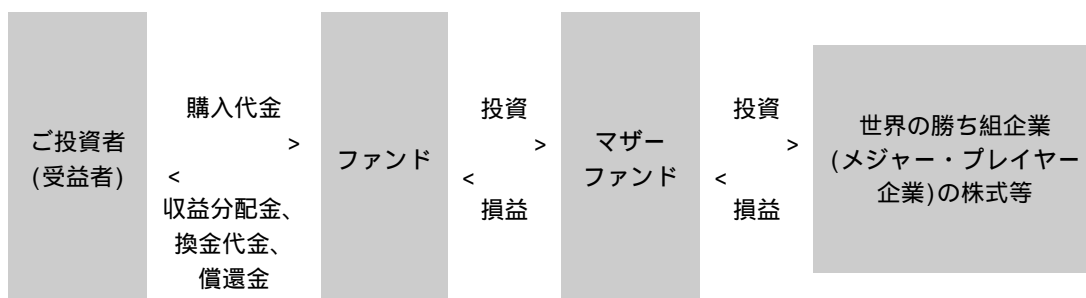 ご投資者
(受益者)
購入代金
>
<
収益分配金、
換金代金、
償還金
ファンド
投資
>
<
損益
マザー
ファンド
投資
>
<
損益
世界の勝ち組企業
(メジャー・プレイヤー
企業)の株式等